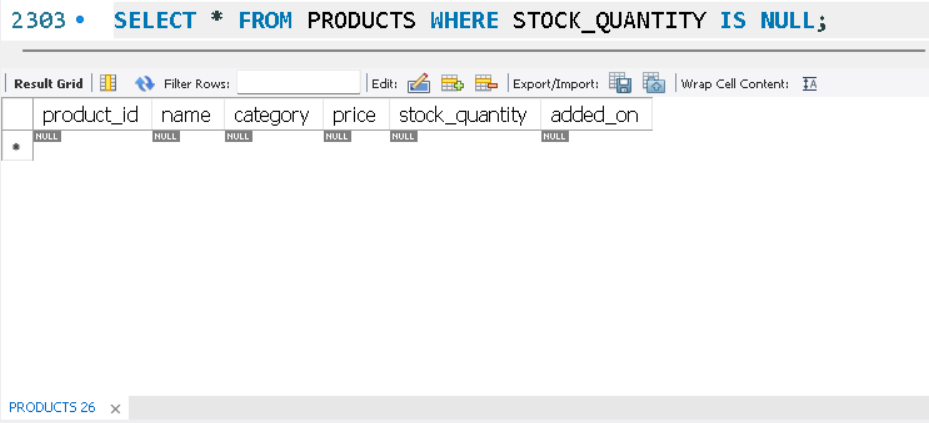 2303 SELECT * FROM PRODUCTS WHERE STOCK_QUANTITY IS NULL;
Result Grid Filter Rows: Edit: Export/Import: Wrap Cell Content: IA
product_id name category price stock_quantity added_on
* NULL NULL NULL NULL NULL NULL
PRODUCTS 26 ×